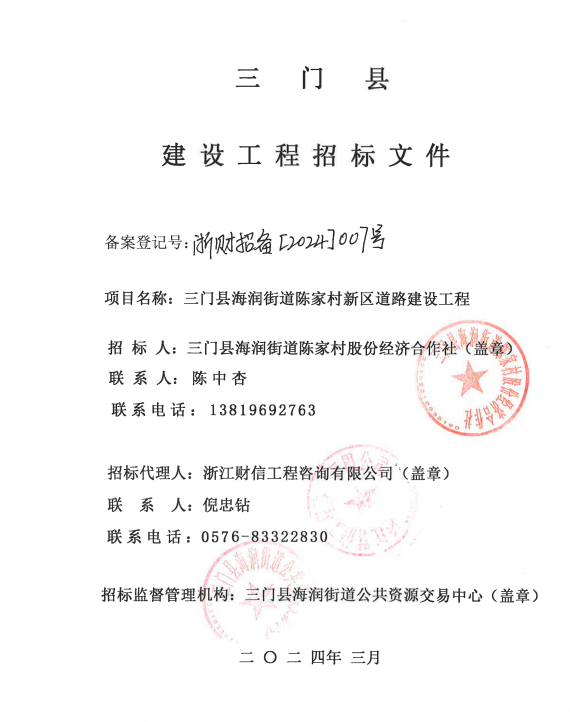 三 门 县
建 设 工 程 招 标 文 件
备案登记号:浙财招备[2024]007号
项目名称：三门县海润街道陈家村新区道路建设工程
招 标 人：三门县海润街道陈家村股份经济合作社（盖章）
联 系 人： 陈 中 杏
联 系 电 话 ：13819692763
招标代理人：浙江财信工程咨询有限公司（盖章）
联 系 人：倪忠钻
联 系 电 话 ：0576-83322830
招标监督管理机构：三门县海润街道公共资源交易中心（盖章）
二 〇 二 四年 三月